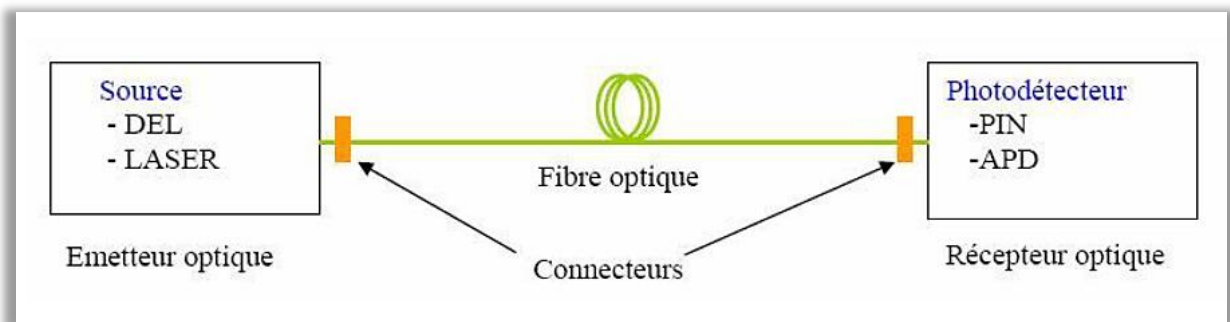 Source
- DEL
- LASER
Emetteur optique
Fibre optique
Connecteurs
Photodétecteur
-PIN
-APD
Récepteur optique